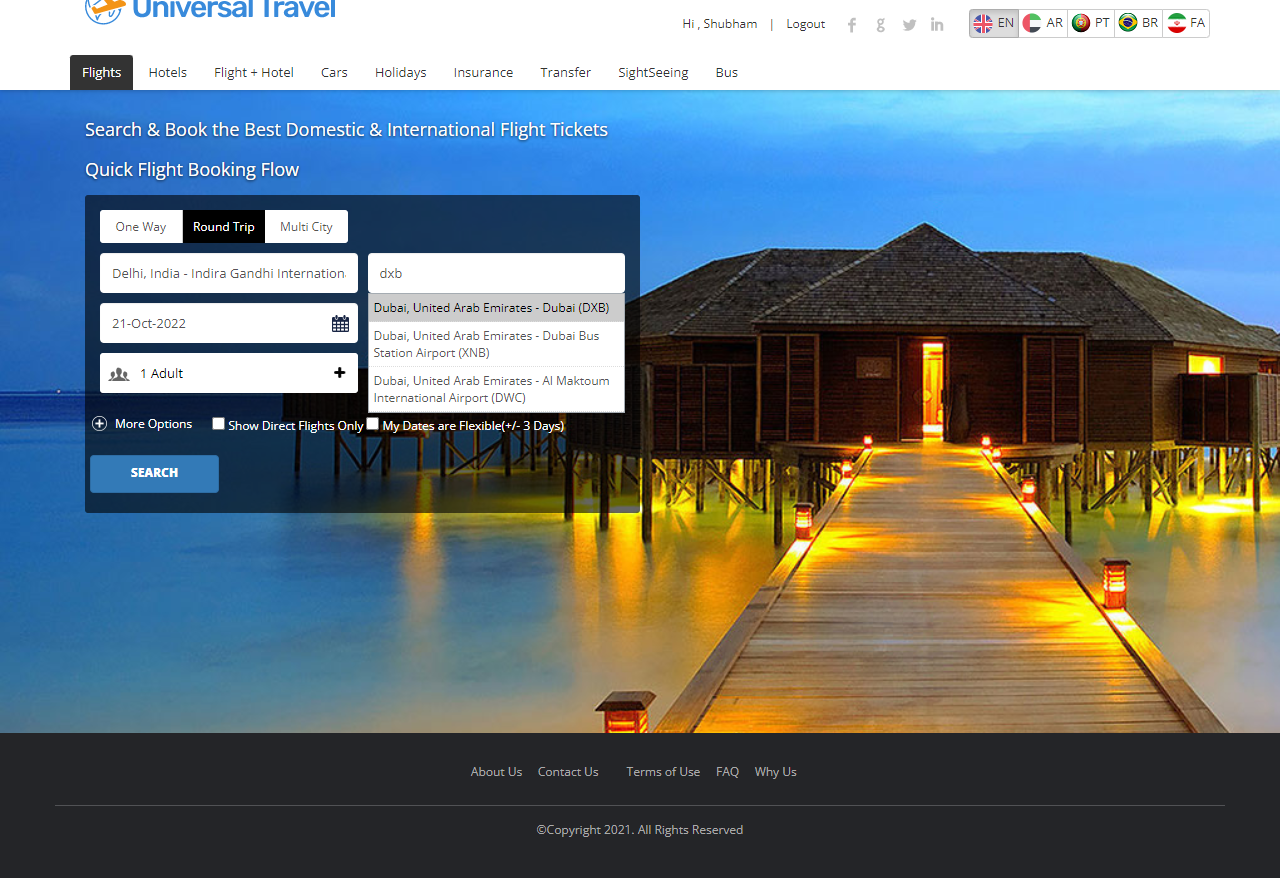 Universal Travel
Hi , Shubham | Logout
EN AR PT BR FA
Flights Hotels Flight + Hotel Cars Holidays Insurance Transfer SightSeeing Bus
Search & Book the Best Domestic & International Flight Tickets
Quick Flight Booking Flow
One Way Round Trip Multi City
Delhi, India - Indira Gandhi Internation
dxb
Dubai, United Arab Emirates - Dubai (DXB)
21-Oct-2022
Dubai, United Arab Emirates - Dubai Bus
Station Airport (XNB)
1 Adult
Dubai, United Arab Emirates - Al Maktoum
International Airport (DWC)
More Options Show Direct Flights Only My Dates are Flexible(+/- 3 Days)
SEARCH
About Us Contact Us Terms of Use FAQ Why Us
©Copyright 2021. All Rights Reserved